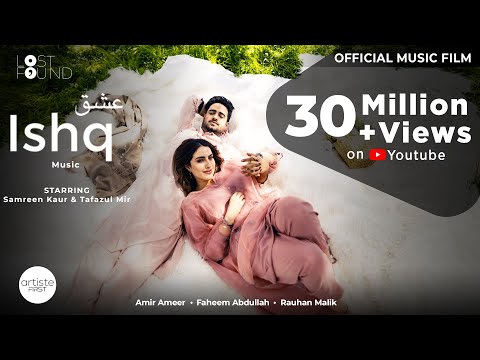 LOST
FOUND
OFFICIAL MUSIC FILM
30 Million
+Views
on YouTube
عشق
Ishq
Music
STARRING
Samreen Kaur & Tafazul Mir
artiste
FIRST
Amir Ameer • Faheem Abdullah • Rauhan Malik